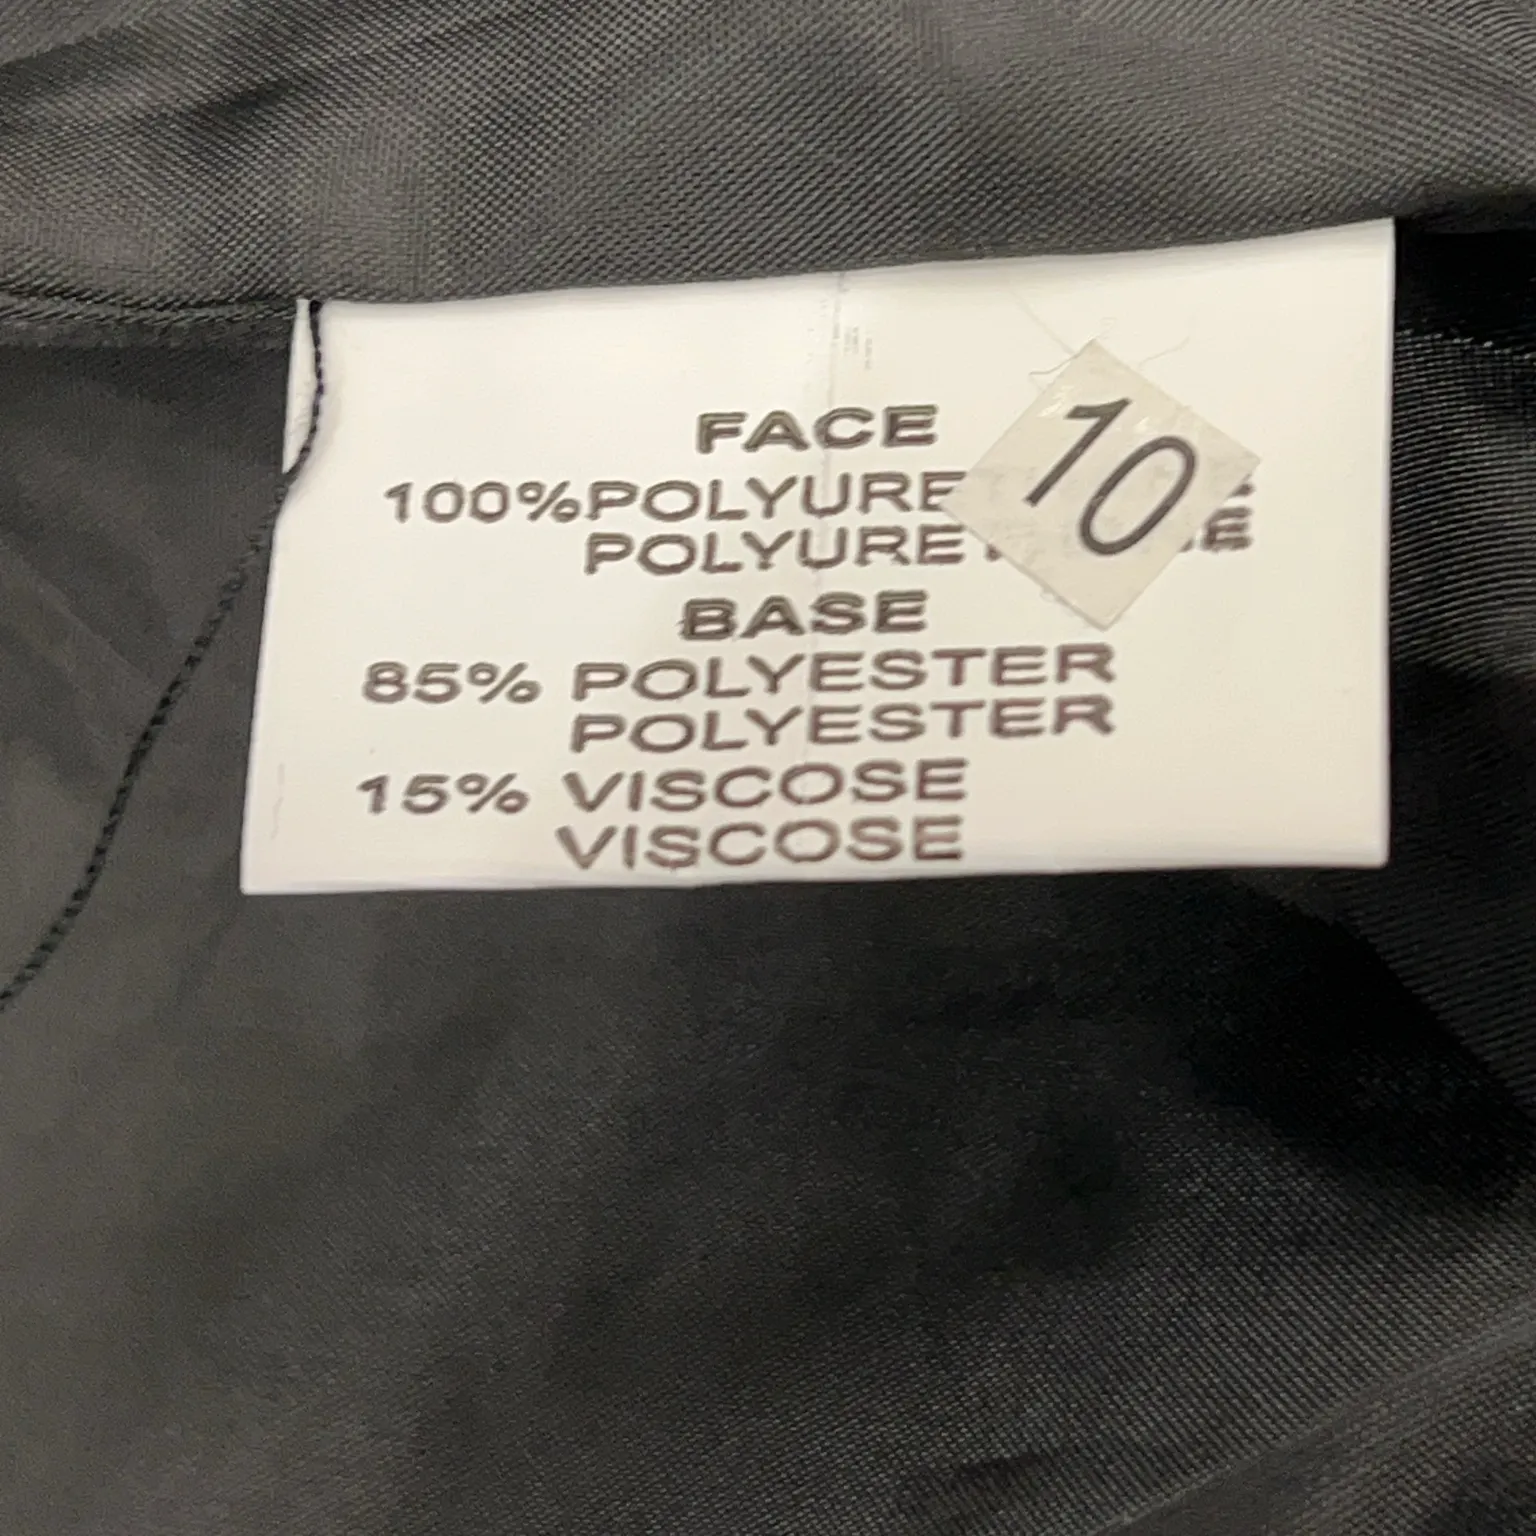 FACE
100%POLYURE
POLYURE
10
BASE
85% POLYESTER
POLYESTER
15% VISCOSE
VISCOSE